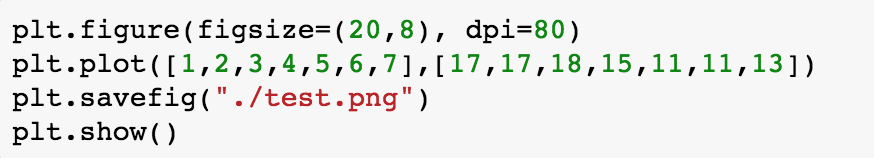 plt.figure(figsize=(20,8), dpi=80)
plt.plot([1,2,3,4,5,6,7],[17,17,18,15,11,11,13])
plt.savefig("./test.png")
plt.show()